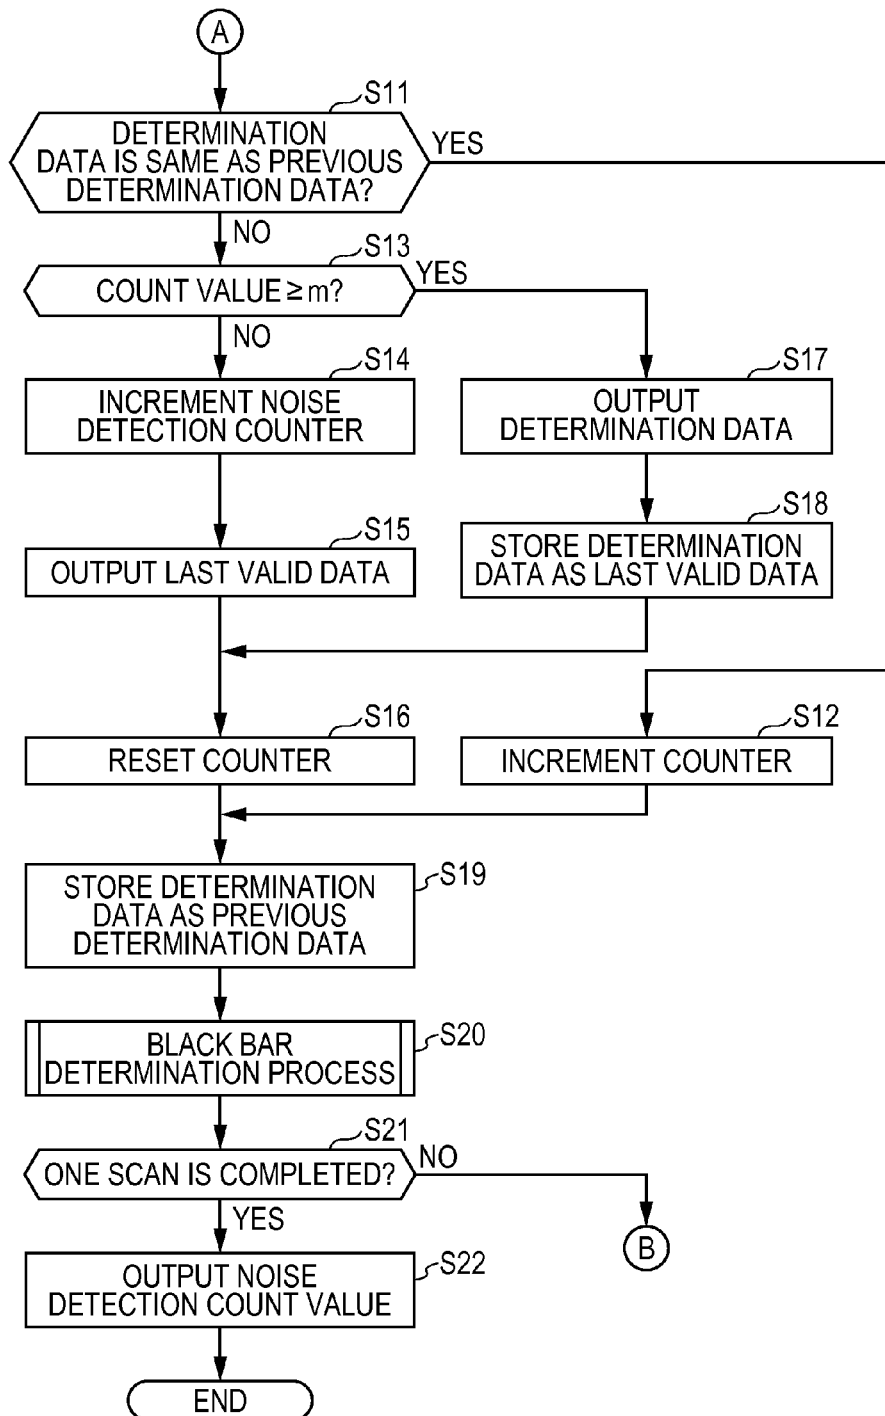 A
S11
DETERMINATION
DATA IS SAME AS PREVIOUS
DETERMINATION DATA?
YES
NO
S13
COUNT VALUE ≥ m?
YES
NO
S14
INCREMENT NOISE
DETECTION COUNTER
S17
OUTPUT
DETERMINATION DATA
S15
OUTPUT LAST VALID DATA
S18
STORE DETERMINATION
DATA AS LAST VALID DATA
S16
RESET COUNTER
S12
INCREMENT COUNTER
S19
STORE DETERMINATION
DATA AS PREVIOUS
DETERMINATION DATA
S20
BLACK BAR
DETERMINATION PROCESS
S21
ONE SCAN IS COMPLETED?
NO
YES
B
S22
OUTPUT NOISE
DETECTION COUNT VALUE
END